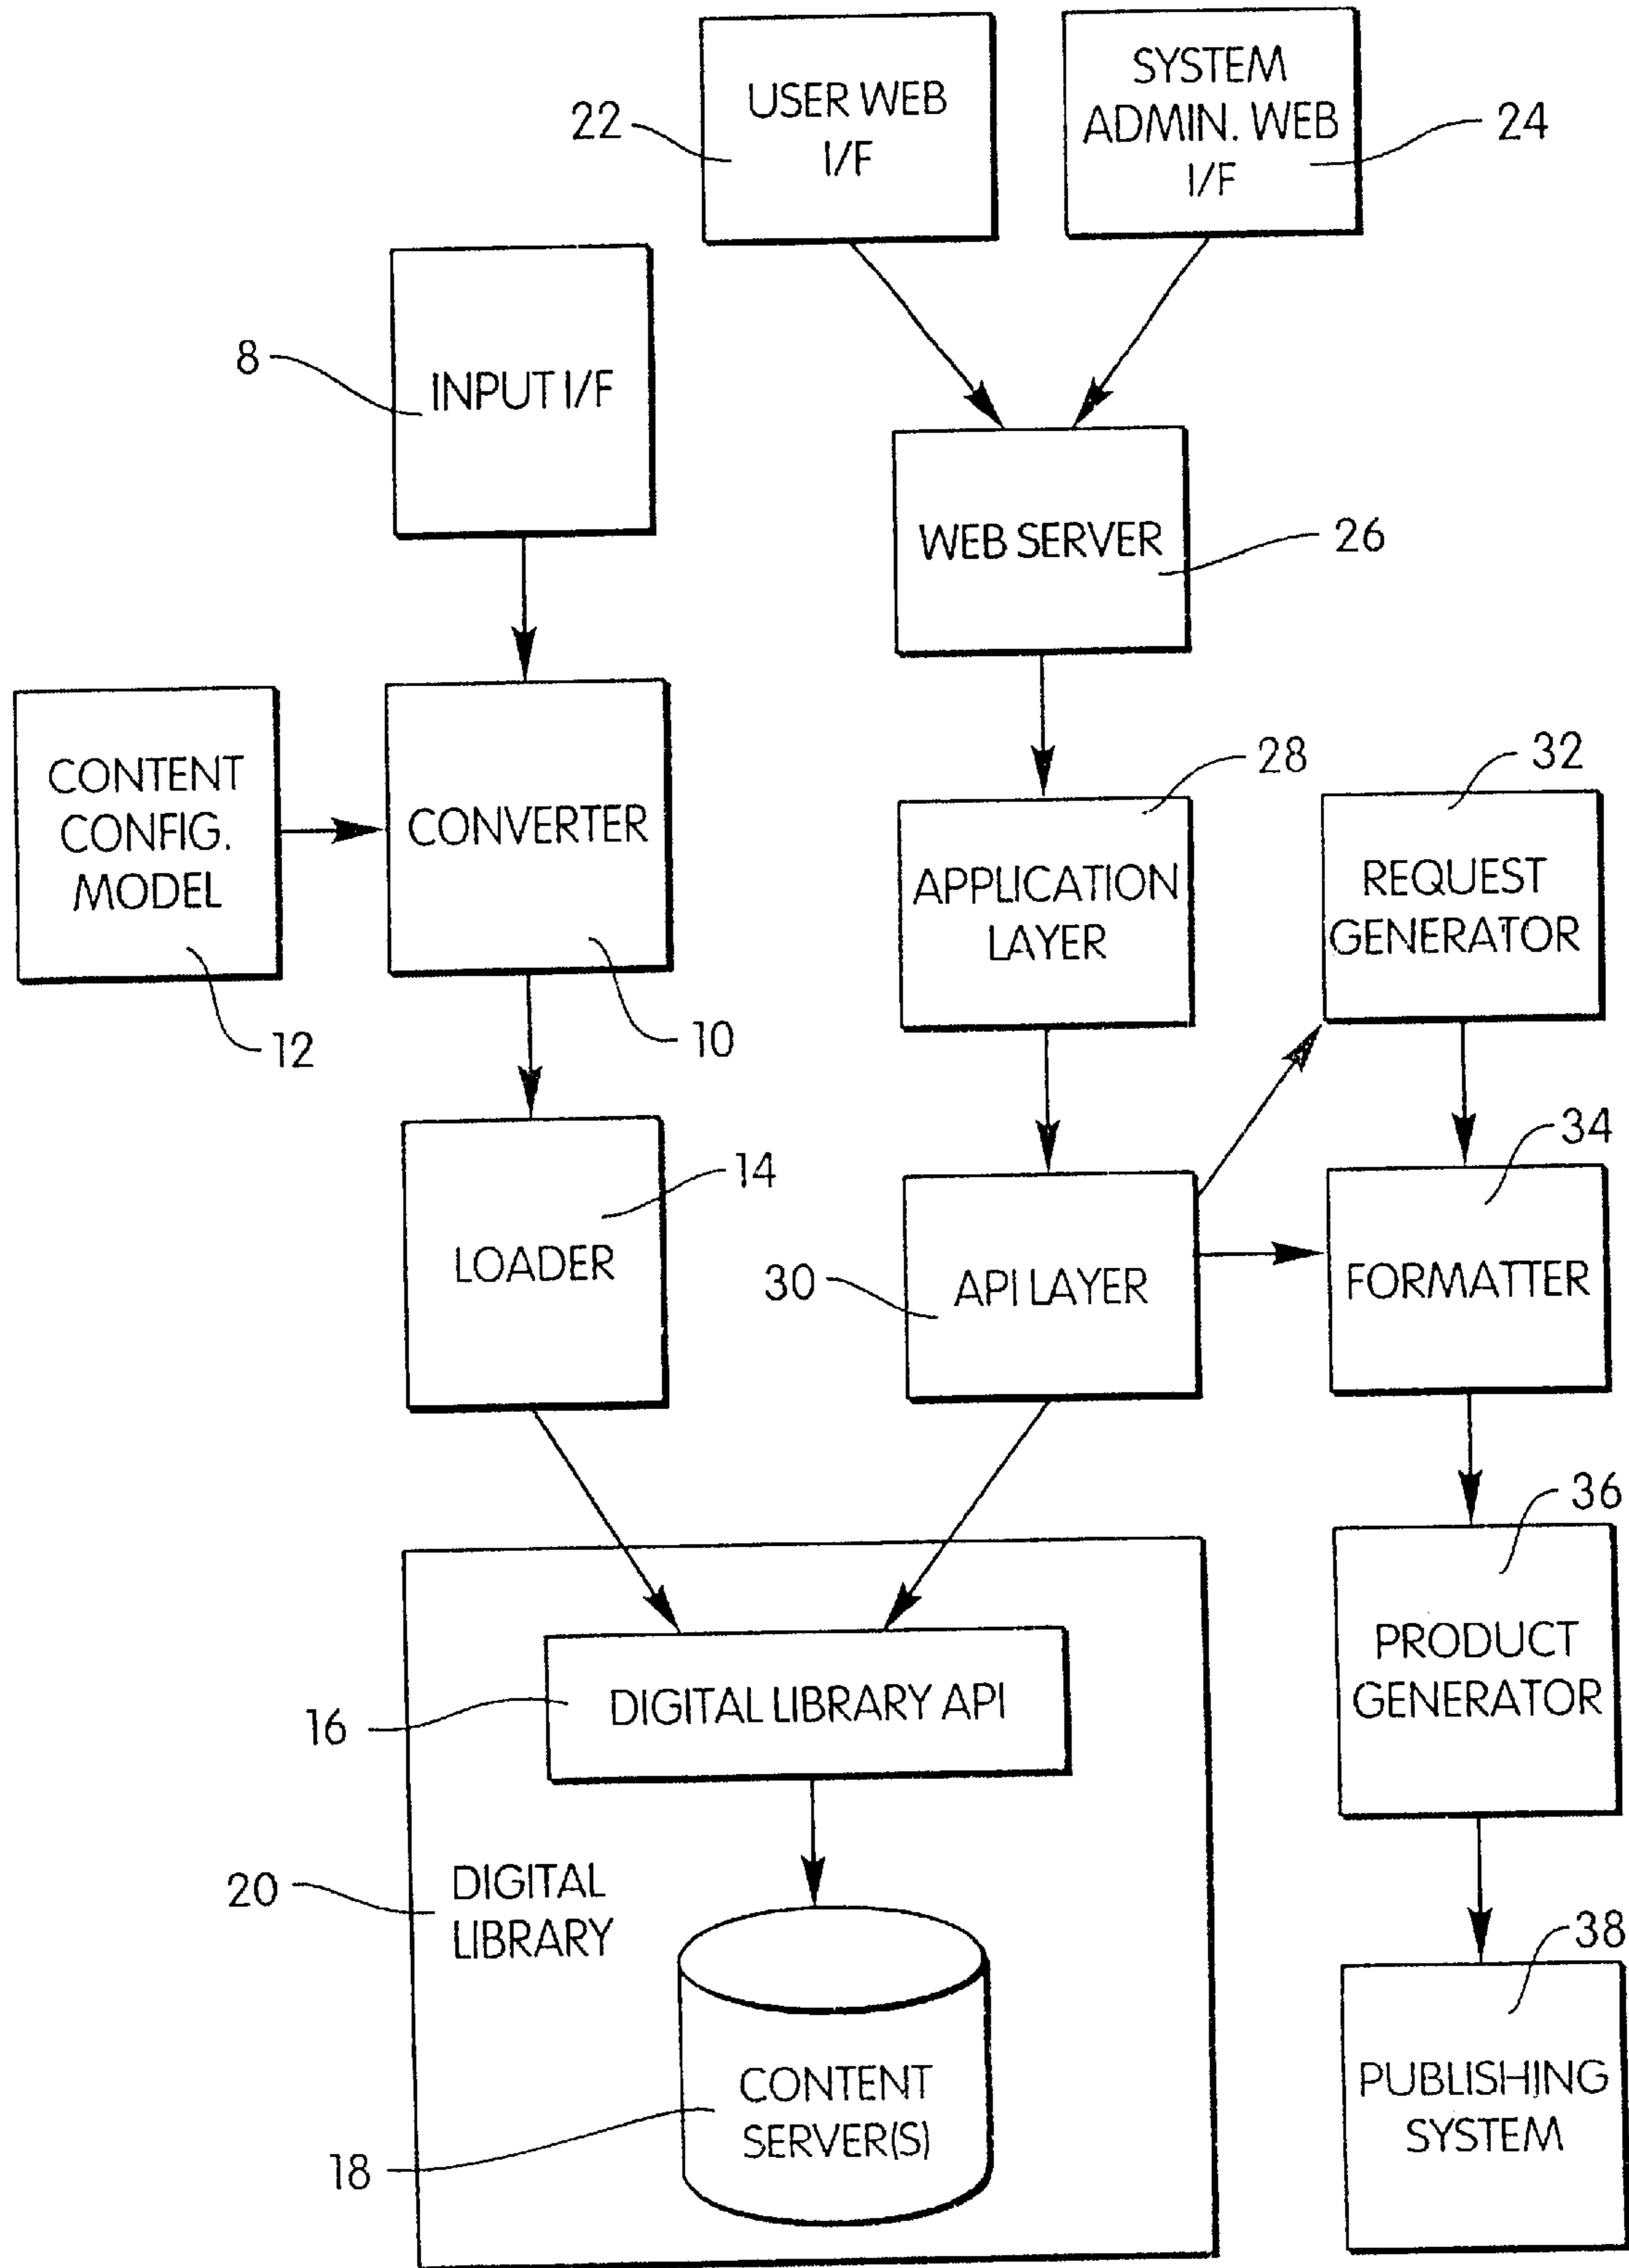 USER WEB
I/F
22
SYSTEM
ADMIN. WEB
I/F
24
INPUT I/F
8
WEB SERVER
26
CONTENT
CONFIG.
MODEL
12
CONVERTER
10
APPLICATION
LAYER
28
REQUEST
GENERATOR
32
LOADER
14
API LAYER
30
FORMATTER
34
DIGITAL LIBRARY API
16
PRODUCT
GENERATOR
36
DIGITAL
LIBRARY
20
CONTENT
SERVER(S)
18
PUBLISHING
SYSTEM
38